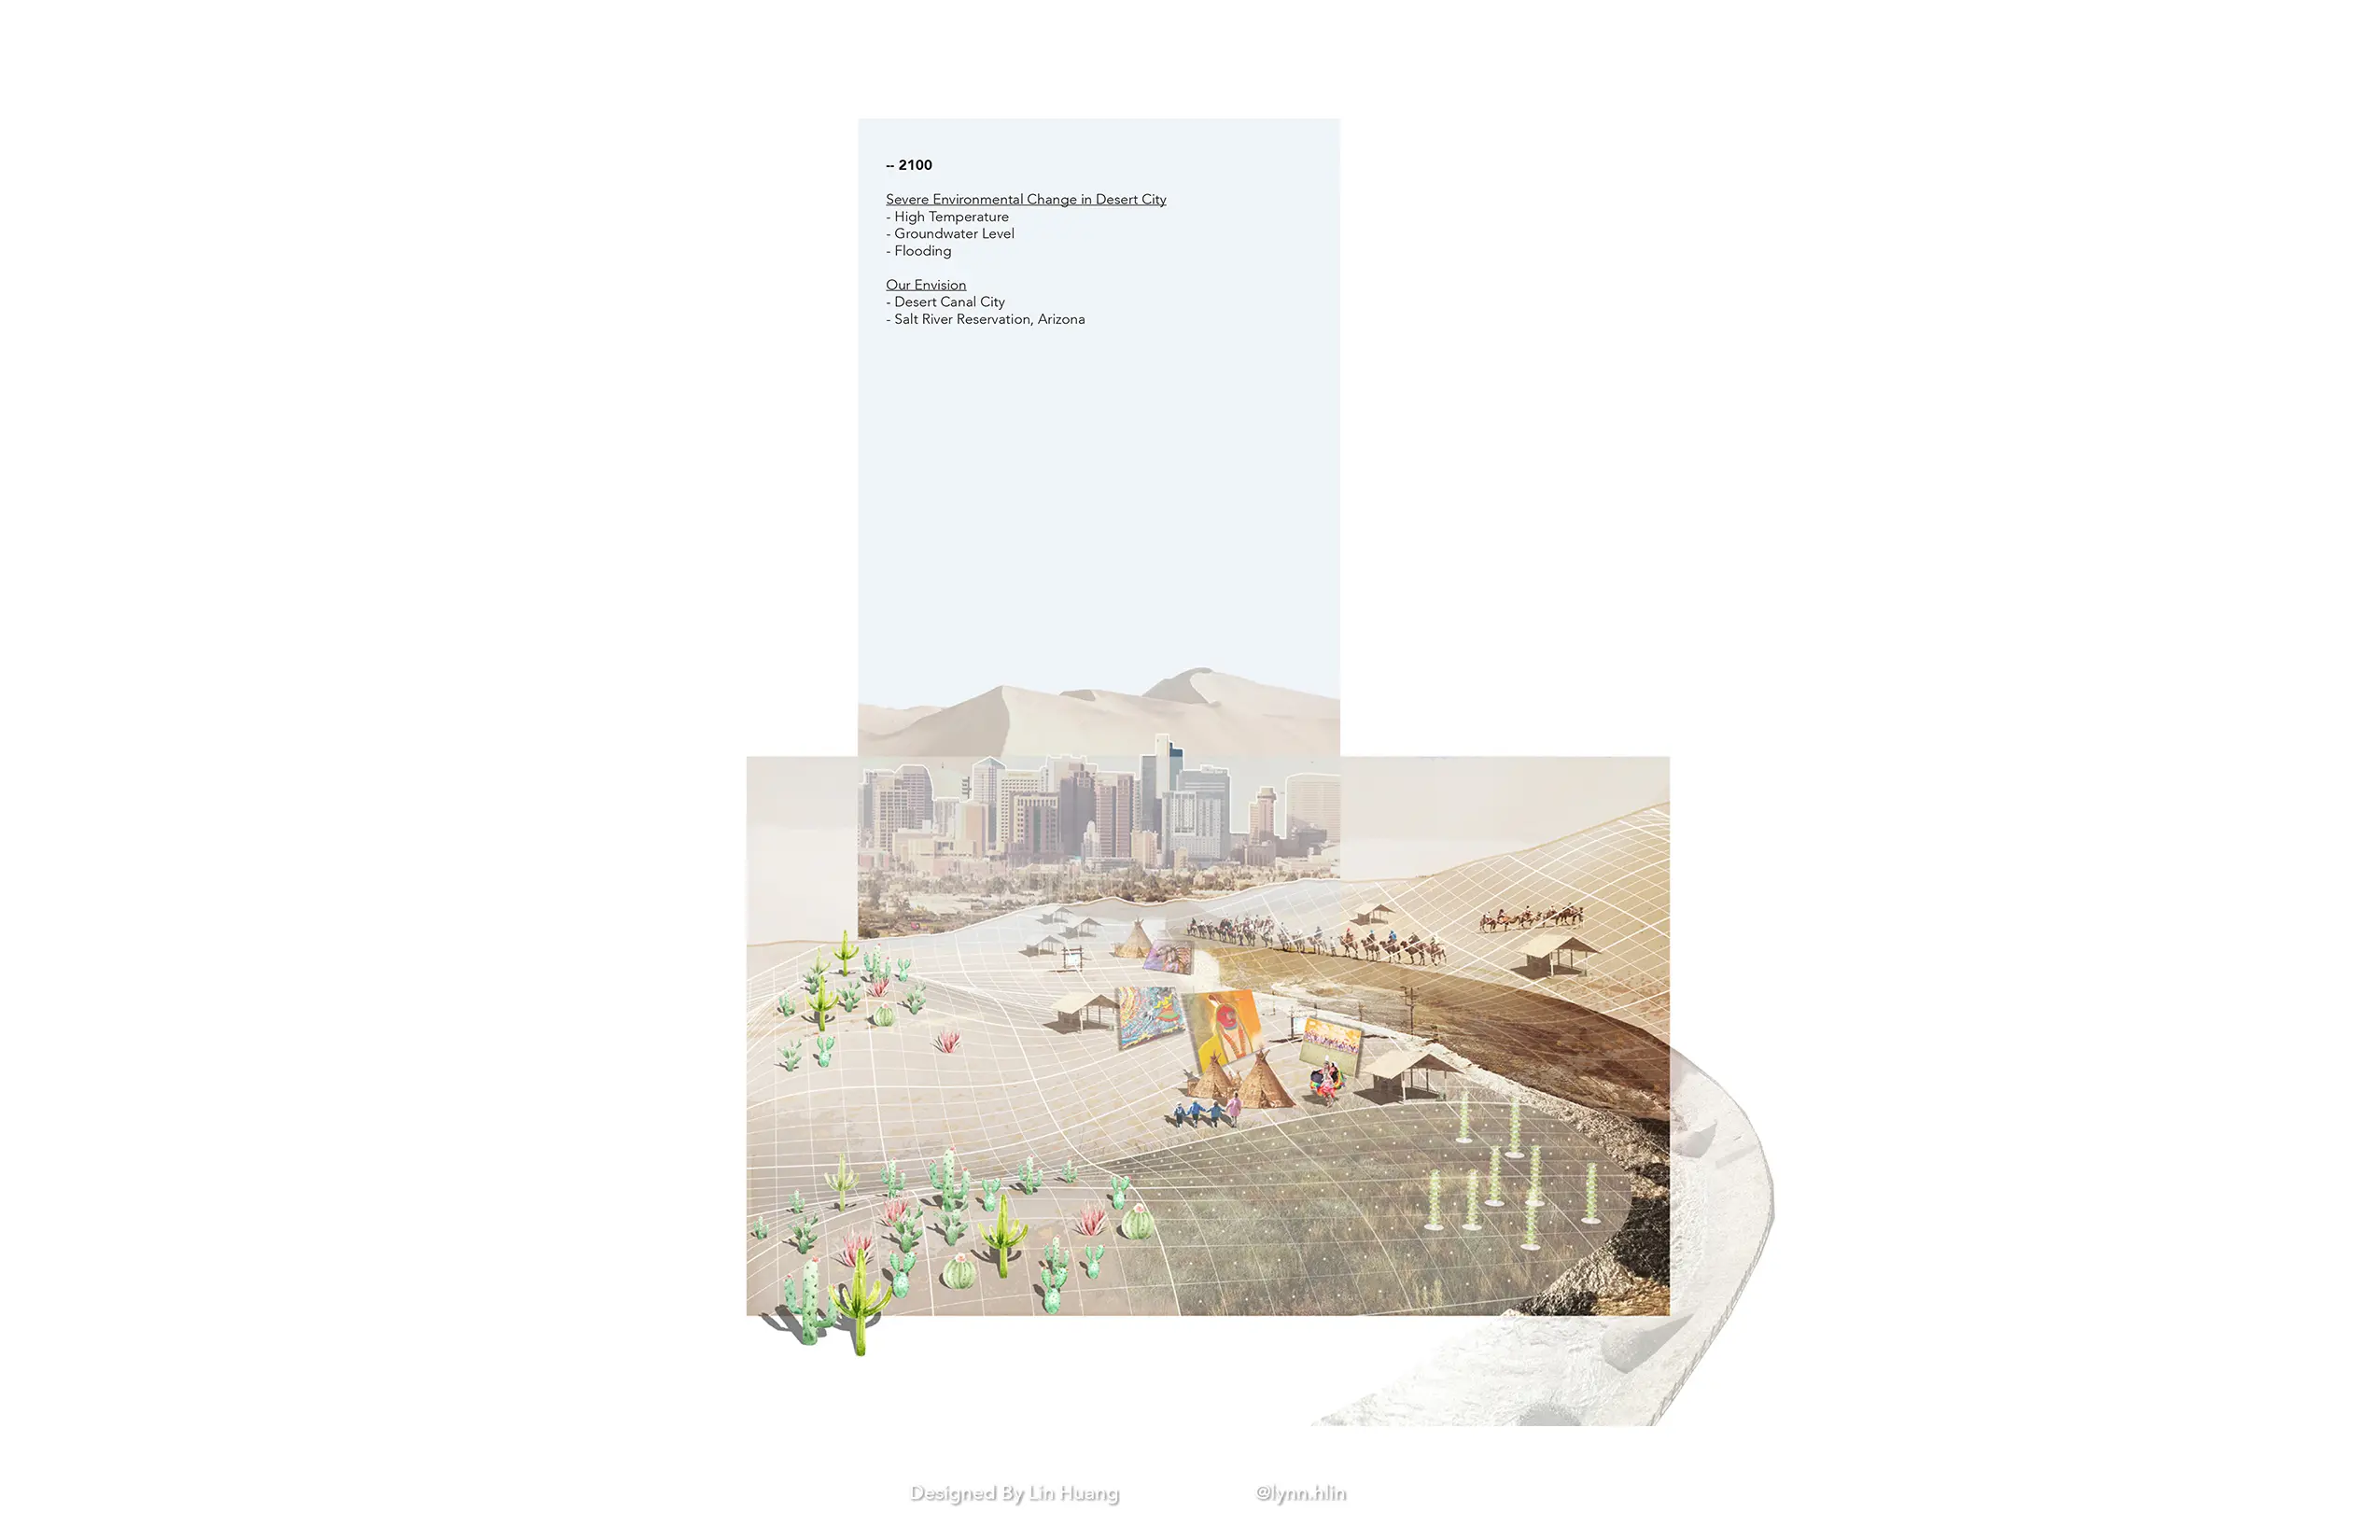 -- 2100
Severe Environmental Change in Desert City
- High Temperature
- Groundwater Level
- Flooding
Our Envision
- Desert Canal City
- Salt River Reservation, Arizona
Designed By Lin Huang
@lynn.hlin